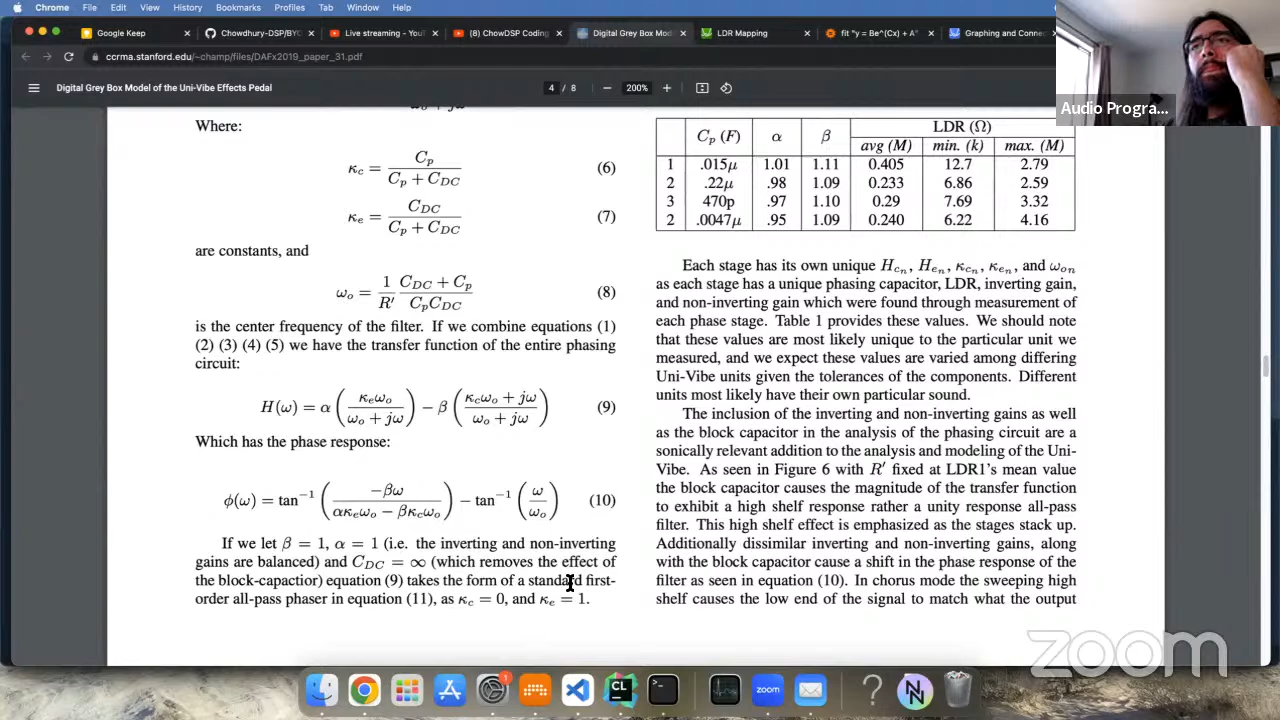 Chrome File Edit View History Bookmarks Profiles Tab Window Help
Google Keep
Chowdhury-DSP/BYC
Live streaming - YouT
(8) ChowDSP Coding
Digital Grey Box Mode
LDR Mapping
fit "y = Be^(Cx) + A"
Graphing and Connec
ccrma.stanford.edu/~champ/files/DAFx2019_paper_31.pdf
Digital Grey Box Model of the Uni-Vibe Effects Pedal
4 / 8
200%
Audio Progra...
ω₀ + jω
Where:
κc = Cp / (Cp + CDC) (6)
κe = CDC / (Cp + CDC) (7)
are constants, and
ωo = 1/R′ (CDC + Cp)/(CpCDC) (8)
is the center frequency of the filter. If we combine equations (1)
(2) (3) (4) (5) we have the transfer function of the entire phasing
circuit:
H(ω) = α (κeωo / (ωo + jω)) − β ((κcωo + jω) / (ωo + jω)) (9)
Which has the phase response:
ϕ(ω) = tan⁻¹ (−βω / (ακeωo − βκcωo)) − tan⁻¹ (ω / ωo) (10)
If we let β = 1, α = 1 (i.e. the inverting and non-inverting
gains are balanced) and CDC = ∞ (which removes the effect of
the block-capactior) equation (9) takes the form of a standard first-
order all-pass phaser in equation (11), as κc = 0, and κe = 1.
Cp (F) α β LDR (Ω)
avg (M) min. (k) max. (M)
1 .015μ 1.01 1.11 0.405 12.7 2.79
2 .22μ .98 1.09 0.233 6.86 2.59
3 470p .97 1.10 0.29 7.69 3.32
2 .0047μ .95 1.09 0.240 6.22 4.16
Each stage has its own unique Hcn, Hen, κcn, κen, and ωon
as each stage has a unique phasing capacitor, LDR, inverting gain,
and non-inverting gain which were found through measurement of
each phase stage. Table 1 provides these values. We should note
that these values are most likely unique to the particular unit we
measured, and we expect these values are varied among differing
Uni-Vibe units given the tolerances of the components. Different
units most likely have their own particular sound.
The inclusion of the inverting and non-inverting gains as well
as the block capacitor in the analysis of the phasing circuit are a
sonically relevant addition to the analysis and modeling of the Uni-
Vibe. As seen in Figure 6 with R′ fixed at LDR1's mean value
the block capacitor causes the magnitude of the transfer function
to exhibit a high shelf response rather a unity response all-pass
filter. This high shelf effect is emphasized as the stages stack up.
Additionally dissimilar inverting and non-inverting gains, along
with the block capacitor cause a shift in the phase response of the
filter as seen in equation (10). In chorus mode the sweeping high
shelf causes the low end of the signal to match what the output
zoom
1
CL
zoom